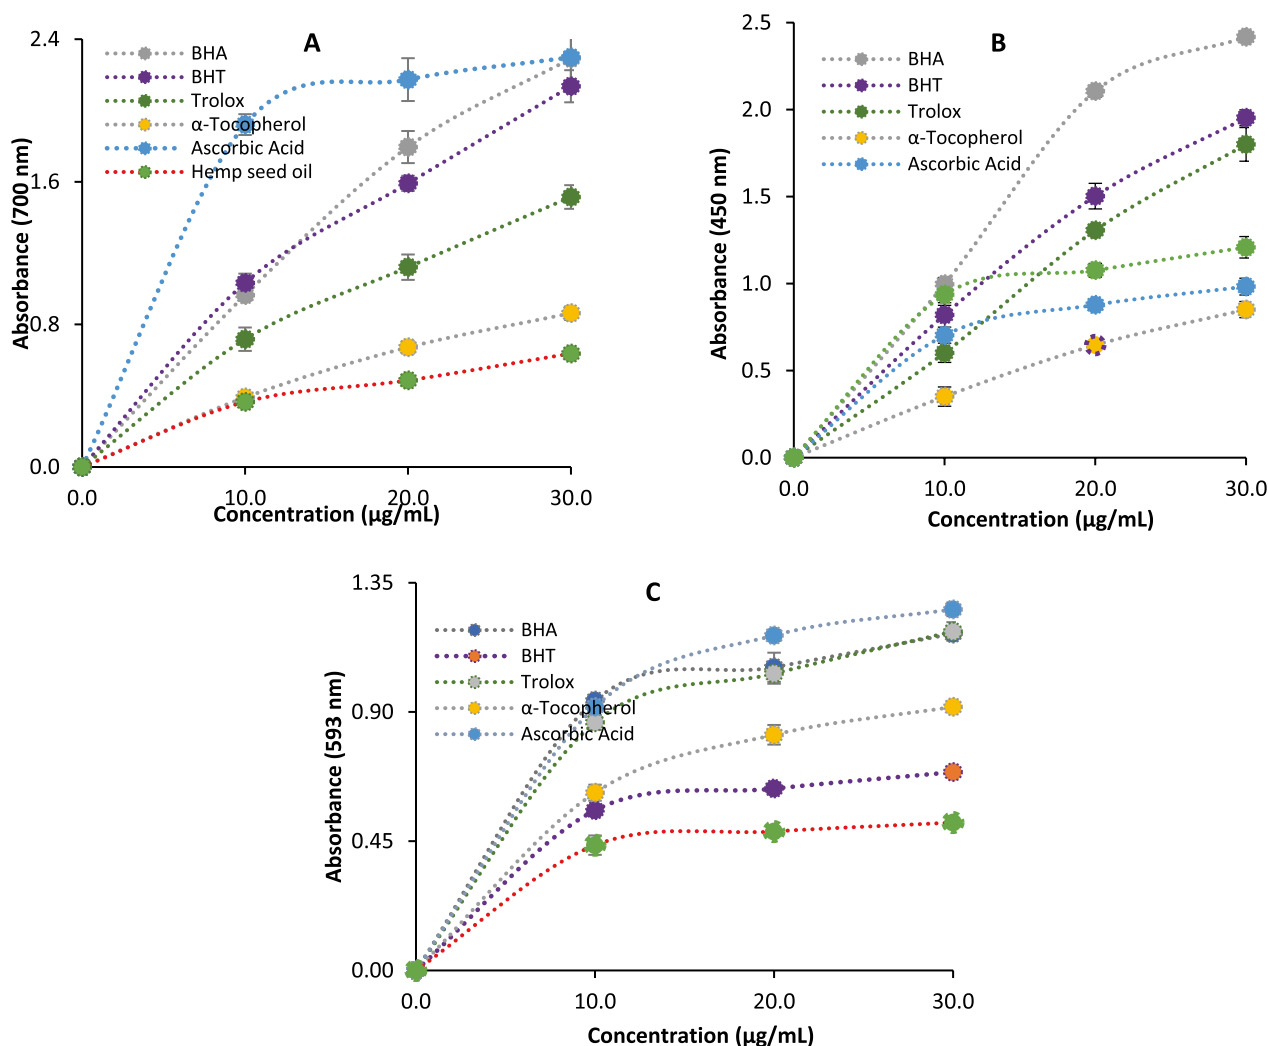 A
2.4
1.6
0.8
0.0
Absorbance (700 nm)
BHA
BHT
Trolox
α-Tocopherol
Ascorbic Acid
Hemp seed oil
0.0 10.0 20.0 30.0
Concentration (µg/mL)
B
2.5
2.0
1.5
1.0
0.5
0.0
Absorbance (450 nm)
BHA
BHT
Trolox
α-Tocopherol
Ascorbic Acid
0.0 10.0 20.0 30.0
Concentration (µg/mL)
C
1.35
0.90
0.45
0.00
Absorbance (593 nm)
BHA
BHT
Trolox
α-Tocopherol
Ascorbic Acid
0.0 10.0 20.0 30.0
Concentration (µg/mL)